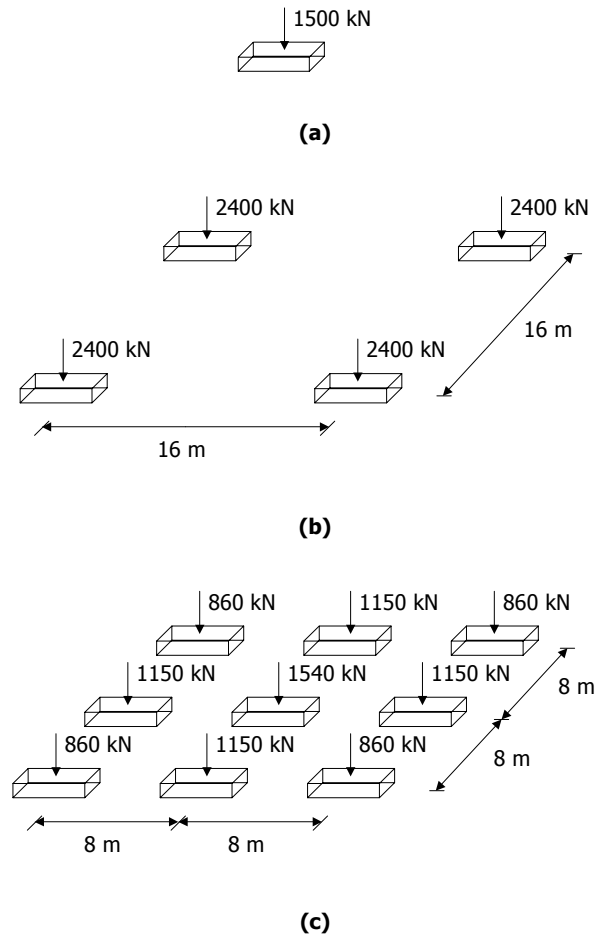 1500 kN
(a)
2400 kN 2400 kN
16 m
2400 kN 2400 kN
16 m
(b)
860 kN 1150 kN 860 kN
1150 kN 1540 kN 1150 kN
8 m
860 kN 1150 kN 860 kN
8 m
8 m 8 m
(c)